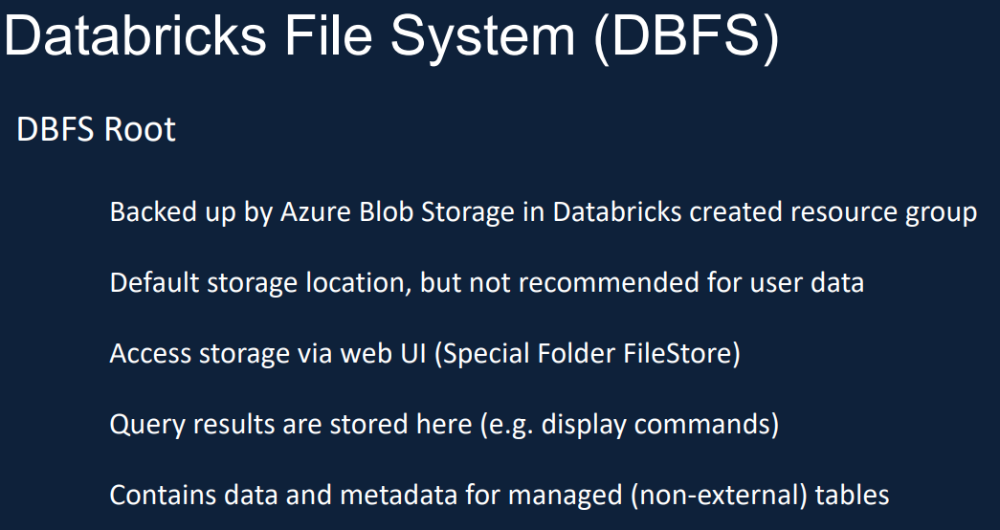 Databricks File System (DBFS)
DBFS Root
Backed up by Azure Blob Storage in Databricks created resource group
Default storage location, but not recommended for user data
Access storage via web UI (Special Folder FileStore)
Query results are stored here (e.g. display commands)
Contains data and metadata for managed (non-external) tables